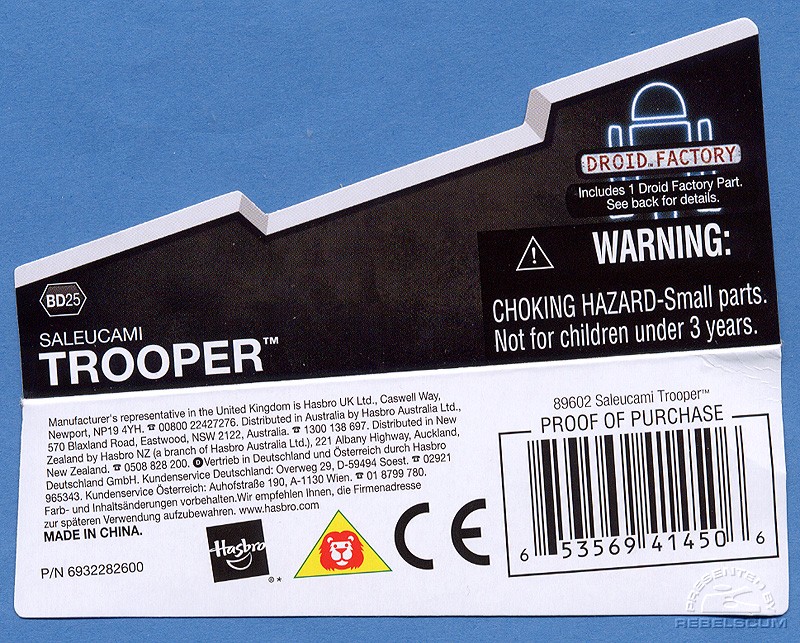 DROID™ FACTORY
Includes 1 Droid Factory Part.
See back for details.
WARNING:
CHOKING HAZARD-Small parts.
Not for children under 3 years.
BD25
SALEUCAMI
TROOPER™
Manufacturer's representative in the United Kingdom is Hasbro UK Ltd., Caswell Way,
Newport, NP19 4YH. ☎ 00800 22427276. Distributed in Australia by Hasbro Australia Ltd.,
570 Blaxland Road, Eastwood, NSW 2122, Australia. ☎ 1300 138 697. Distributed in New
Zealand by Hasbro NZ (a branch of Hasbro Australia Ltd.), 221 Albany Highway, Auckland,
New Zealand. ☎ 0508 828 200. D Vertrieb in Deutschland und Österreich durch Hasbro
Deutschland GmbH. Kundenservice Deutschland: Overweg 29, D-59494 Soest. ☎ 02921
965343. Kundenservice Österreich: Auhofstraße 190, A-1130 Wien. ☎ 01 8799 780.
Farb- und Inhaltsänderungen vorbehalten.Wir empfehlen Ihnen, die Firmenadresse
zur späteren Verwendung aufzubewahren. www.hasbro.com
MADE IN CHINA.
P/N 6932282600
Hasbro ®*
CE
89602 Saleucami Trooper™
PROOF OF PURCHASE
6 53569 41450 6
PRESENTED BY
REBELSCUM